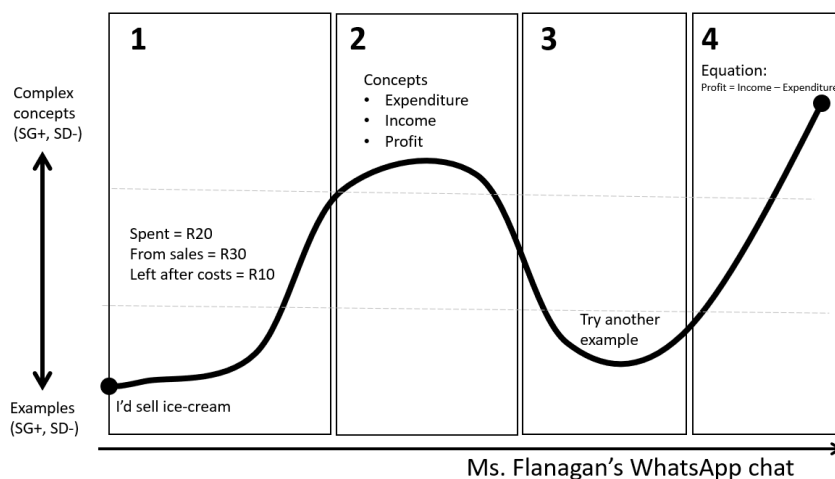 1
2
3
4
Complex
concepts
(SG+, SD-)
Concepts
• Expenditure
• Income
• Profit
Equation:
Profit = Income – Expenditure
Spent = R20
From sales = R30
Left after costs = R10
Try another
example
I'd sell ice-cream
Examples
(SG+, SD-)
Ms. Flanagan's WhatsApp chat